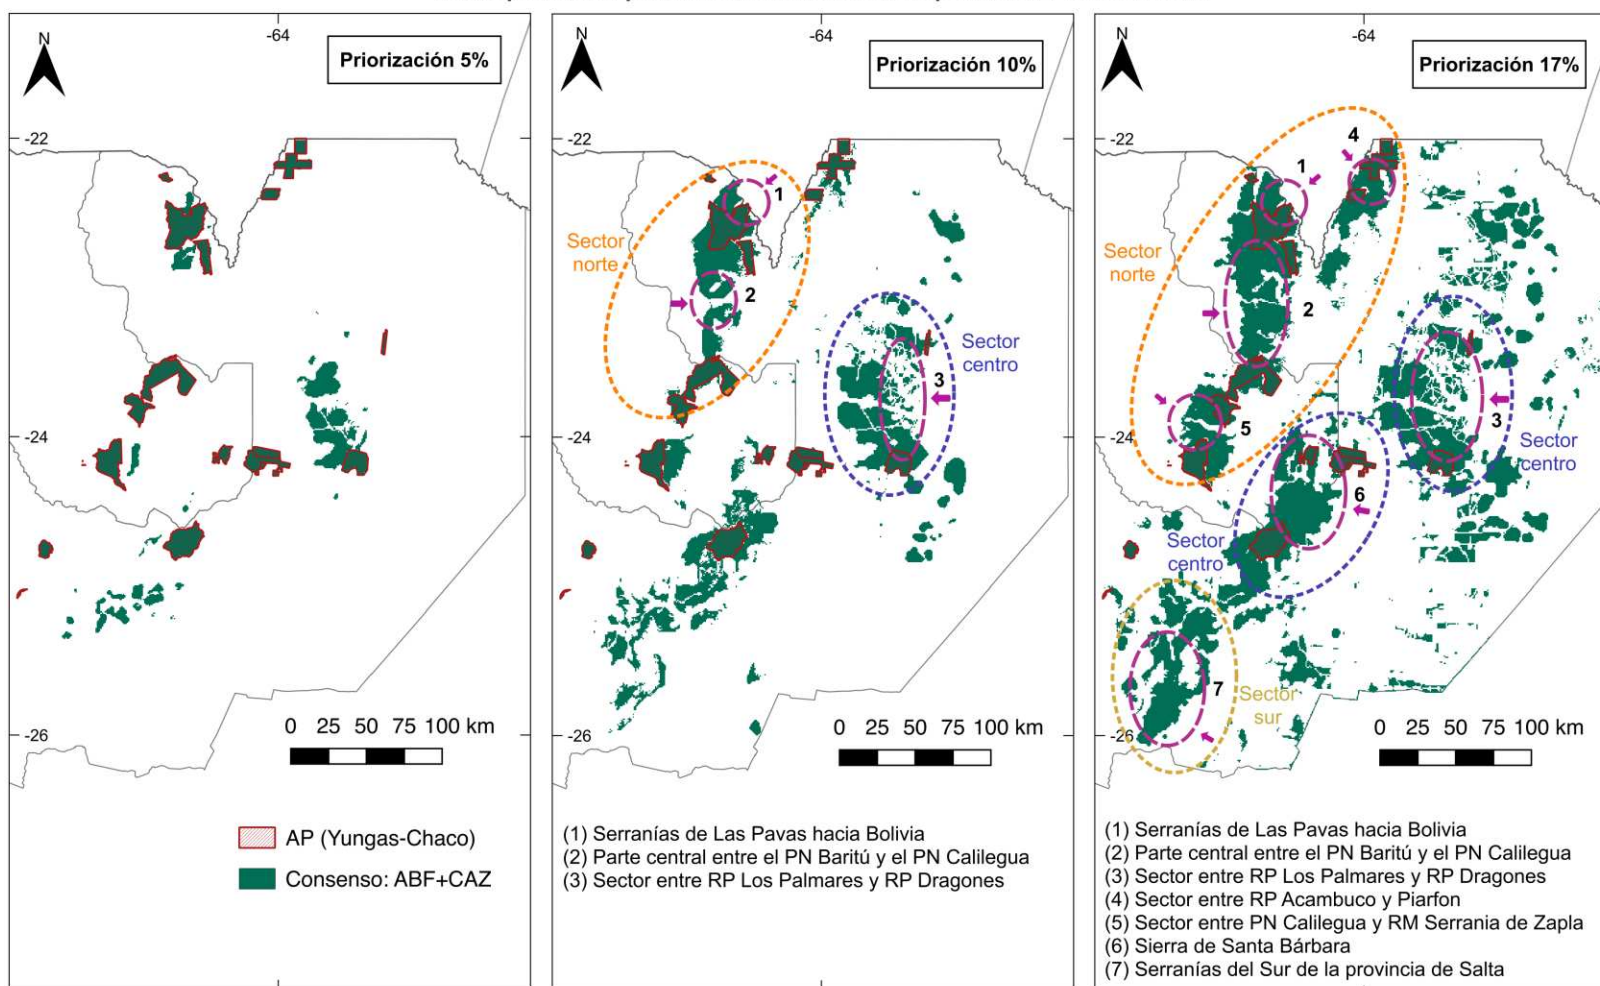 N
-64
Priorización 5%
-22
-24
-26
0 25 50 75 100 km
AP (Yungas-Chaco)
Consenso: ABF+CAZ
N
-64
Priorización 10%
-22
1
Sector
norte
2
Sector
centro
3
-24
-26
0 25 50 75 100 km
(1) Serranías de Las Pavas hacia Bolivia
(2) Parte central entre el PN Baritú y el PN Calilegua
(3) Sector entre RP Los Palmares y RP Dragones
N
-64
Priorización 17%
-22
4
1
Sector
norte
2
3
5
-24
Sector
centro
6
Sector
centro
7
Sector
sur
-26
0 25 50 75 100 km
(1) Serranías de Las Pavas hacia Bolivia
(2) Parte central entre el PN Baritú y el PN Calilegua
(3) Sector entre RP Los Palmares y RP Dragones
(4) Sector entre RP Acambuco y Piarfon
(5) Sector entre PN Calilegua y RM Serrania de Zapla
(6) Sierra de Santa Bárbara
(7) Serranías del Sur de la provincia de Salta